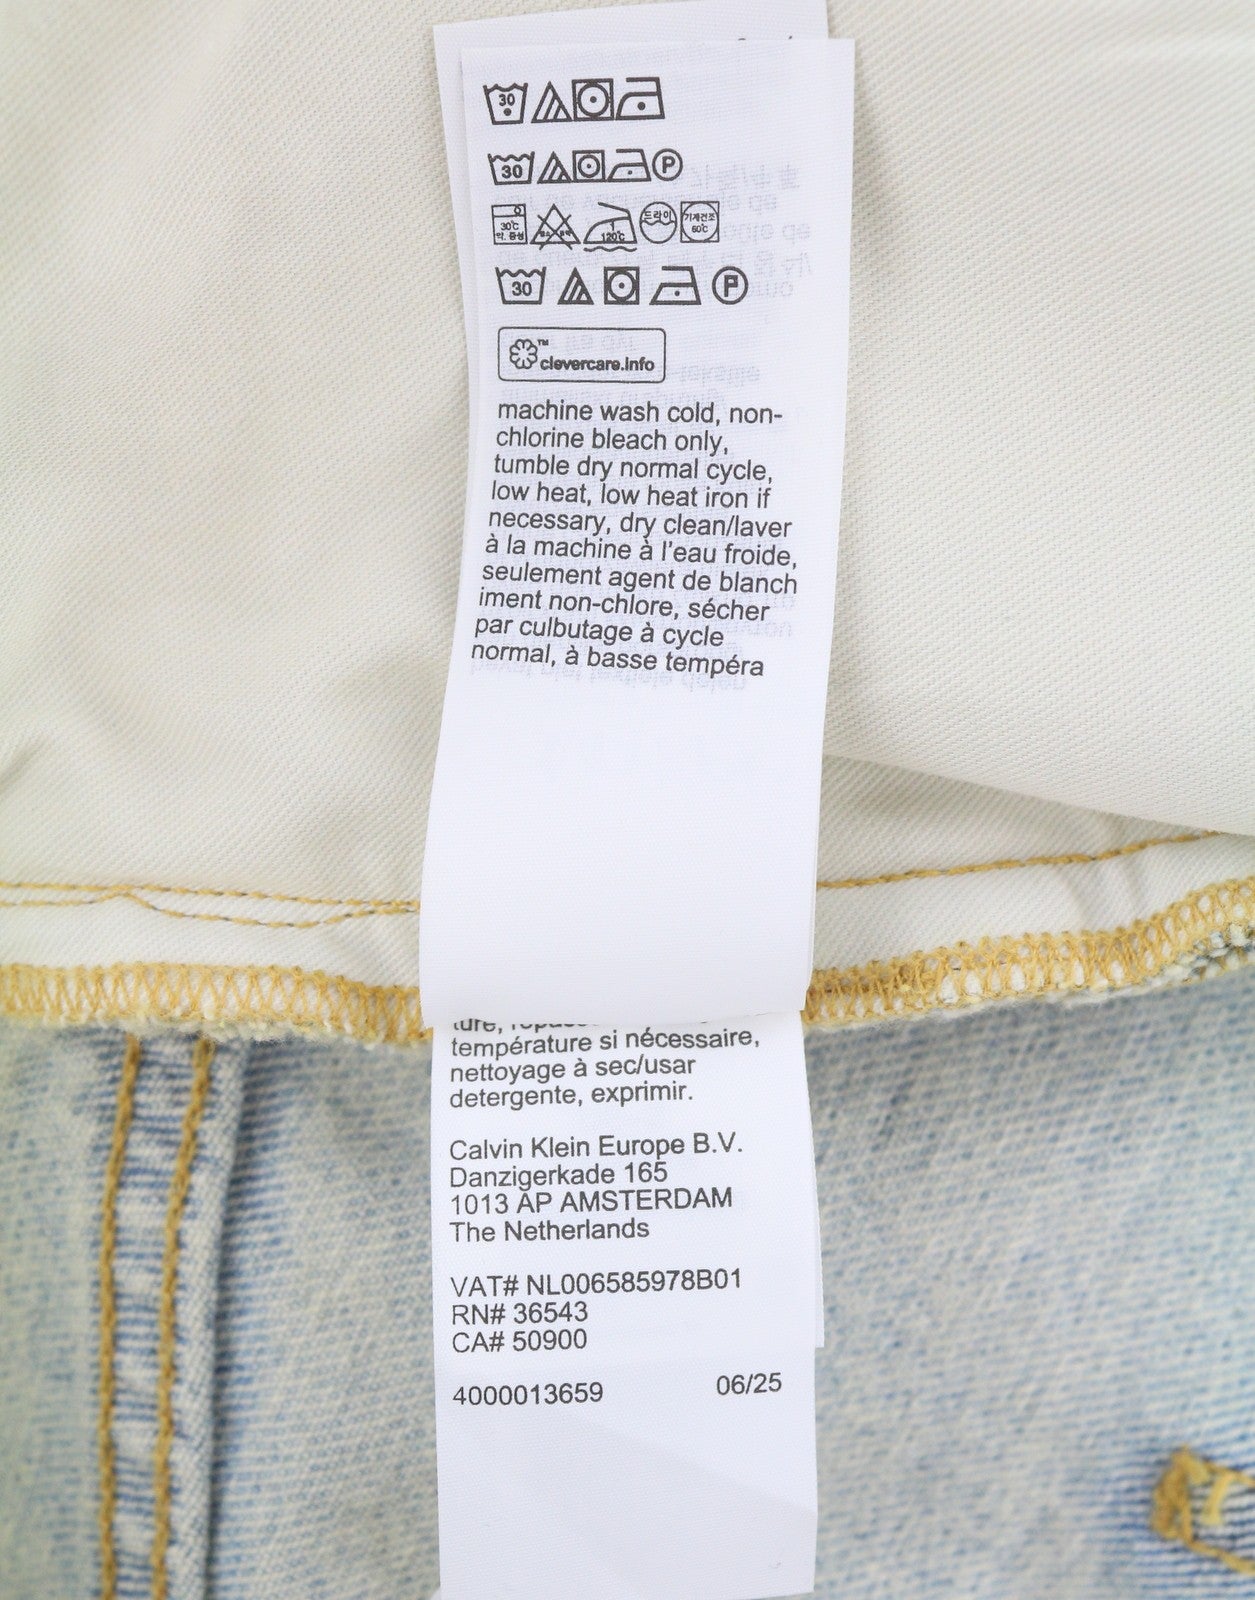 30
30 P
30℃
120℃ 드라이 기계건조
60℃
30 P
clevercare.info
machine wash cold, non-
chlorine bleach only,
tumble dry normal cycle,
low heat, low heat iron if
necessary, dry clean/laver
à la machine à l'eau froide,
seulement agent de blanch
iment non-chlore, sécher
par culbutage à cycle
normal, à basse tempéra
température si nécessaire,
nettoyage à sec/usar
detergente, exprimir.
Calvin Klein Europe B.V.
Danzigerkade 165
1013 AP AMSTERDAM
The Netherlands
VAT# NL006585978B01
RN# 36543
CA# 50900
4000013659 06/25